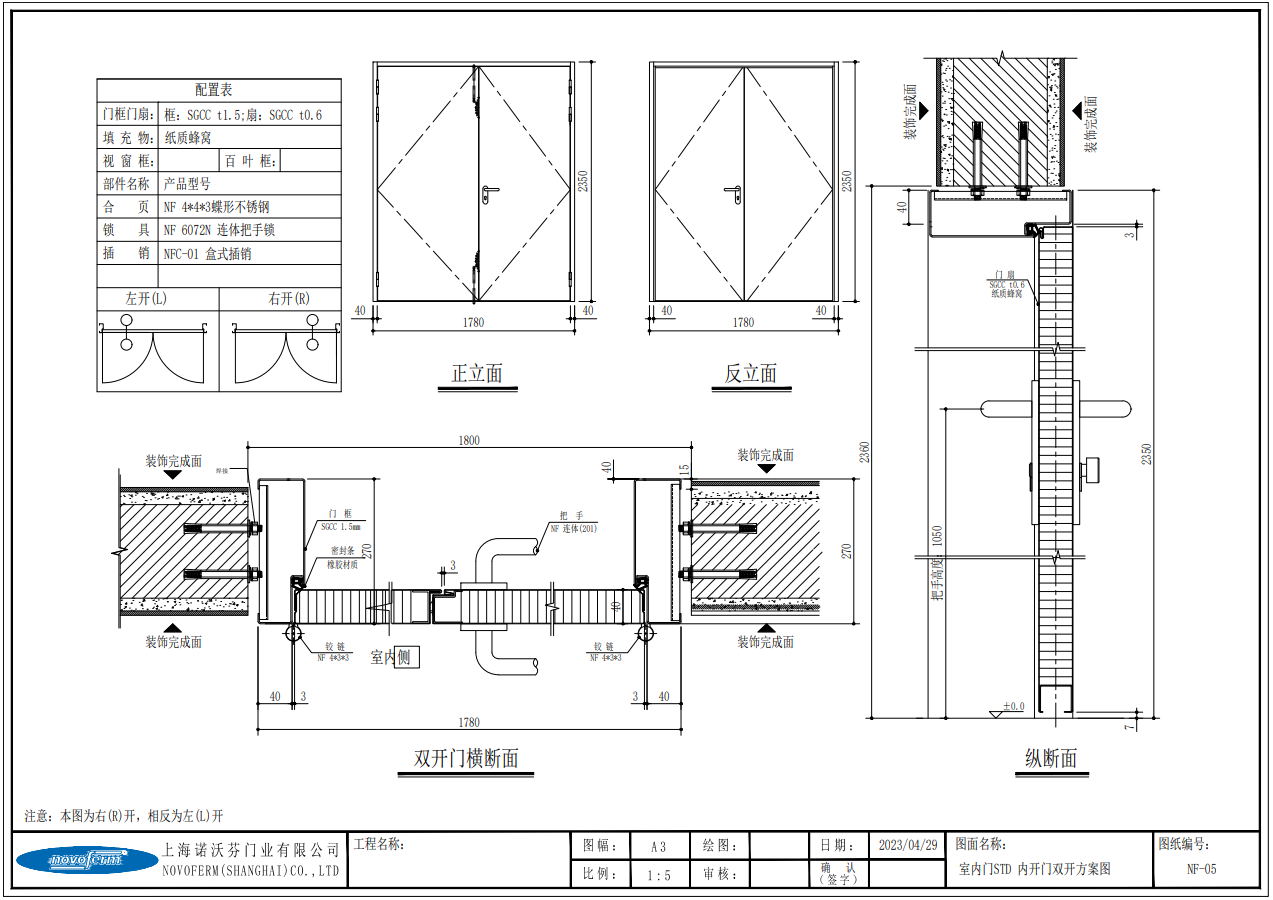 配置表
门框门扇: 框: SGCC t1.5;扇: SGCC t0.6
填 充 物: 纸质蜂窝
视 窗 框: 百 叶 框:
部件名称 产品型号
合 页 NF 4*4*3蝶形不锈钢
锁 具 NF 6072N 连体把手锁
插 销 NFC-01 盒式插销
左开(L) 右开(R)
2350
40 40
1780
正立面
2350
40 40
1780
反立面
装饰完成面
装饰完成面
40
3
门 扇
SGCC t0.6
纸质蜂窝
2360
2350
把手高度: 1050
±0.0
7
纵断面
1800
装饰完成面
焊接
40
15
装饰完成面
门 框
SGCC 1.5mm
密封条
橡胶材质
270
把 手
NF 连体(201)
3
270
40
装饰完成面
铰 链
NF 4*3*3
室内侧
铰 链
NF 4*3*3
装饰完成面
40 3
3 40
1780
双开门横断面
注意: 本图为右(R)开，相反为左(L)开
novoferm
上海诺沃芬门业有限公司
NOVOFERM(SHANGHAI)CO.,LTD
工程名称:
图 幅: A3
绘 图:
日 期: 2023/04/29
比 例: 1:5
审 核:
确 认
(签字)
图面名称:
室内门STD 内开门双开方案图
图纸编号:
NF-05